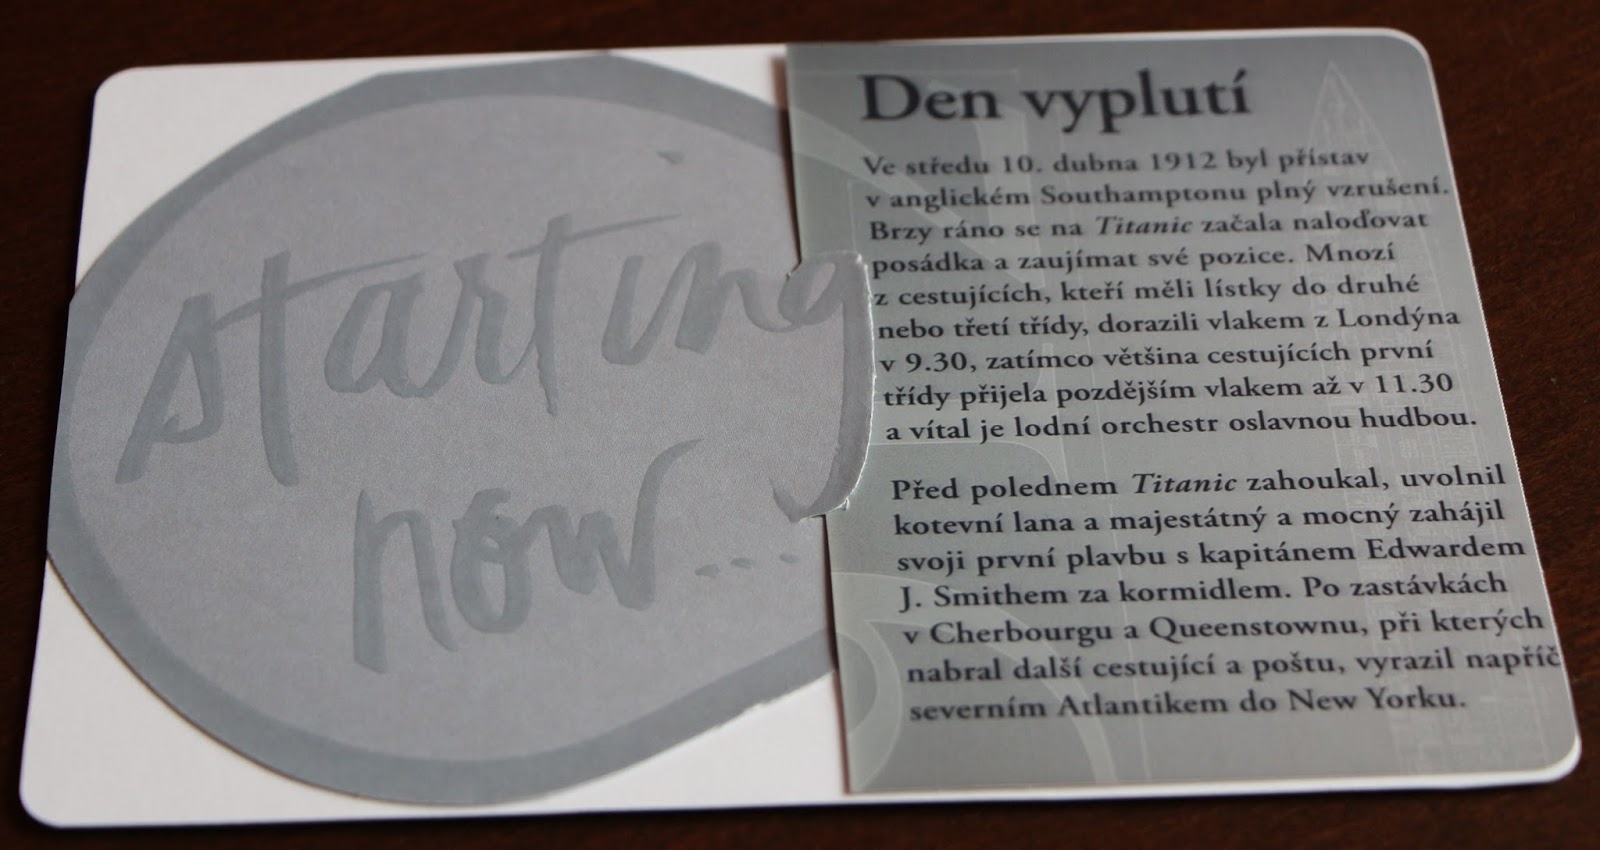 starting
now...
Den vyplutí
Ve středu 10. dubna 1912 byl přístav
v anglickém Southamptonu plný vzrušení.
Brzy ráno se na Titanic začala naloďovat
posádka a zaujímat své pozice. Mnozí
z cestujících, kteří měli lístky do druhé
nebo třetí třídy, dorazili vlakem z Londýna
v 9.30, zatímco většina cestujících první
třídy přijela pozdějším vlakem až v 11.30
a vítal je lodní orchestr oslavnou hudbou.
Před polednem Titanic zahoukal, uvolnil
kotevní lana a majestátný a mocný zahájil
svoji první plavbu s kapitánem Edwardem
J. Smithem za kormidlem. Po zastávkách
v Cherbourgu a Queenstownu, při kterých
nabral další cestující a poštu, vyrazil napříč
severním Atlantikem do New Yorku.